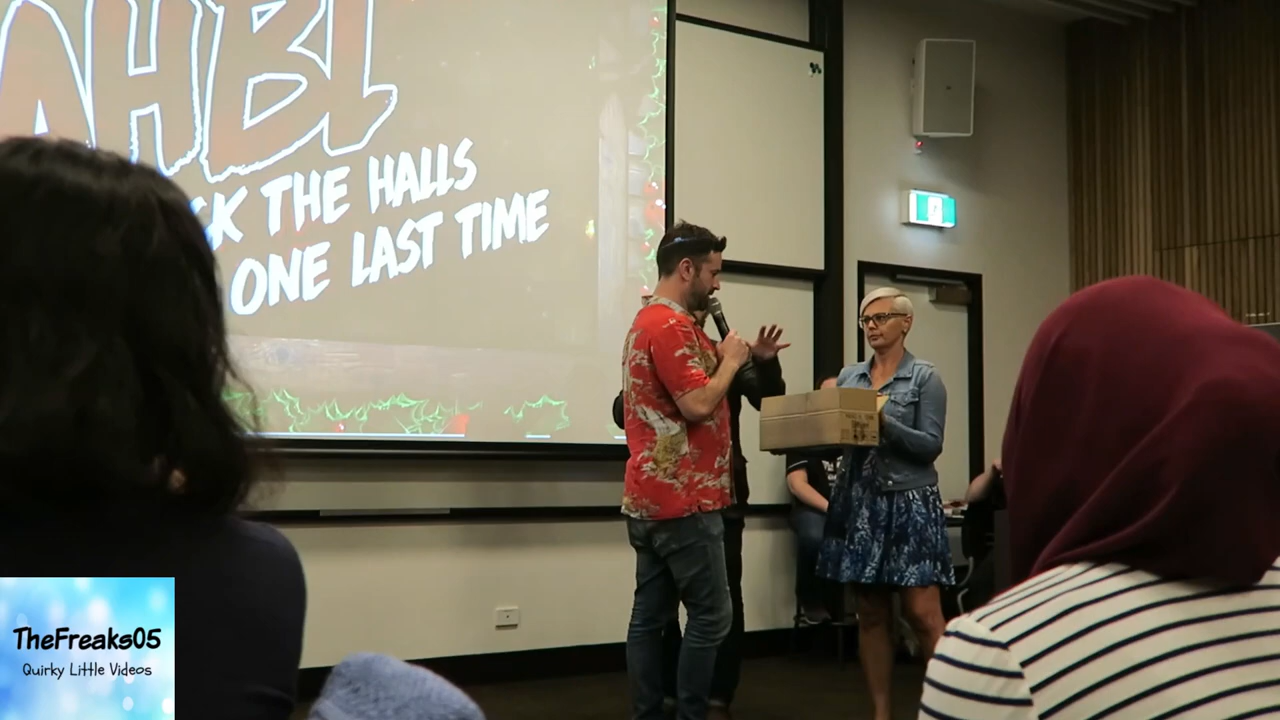 AHBL
THE HALLS
ONE LAST TIME
TheFreaks05
Quirky Little Videos